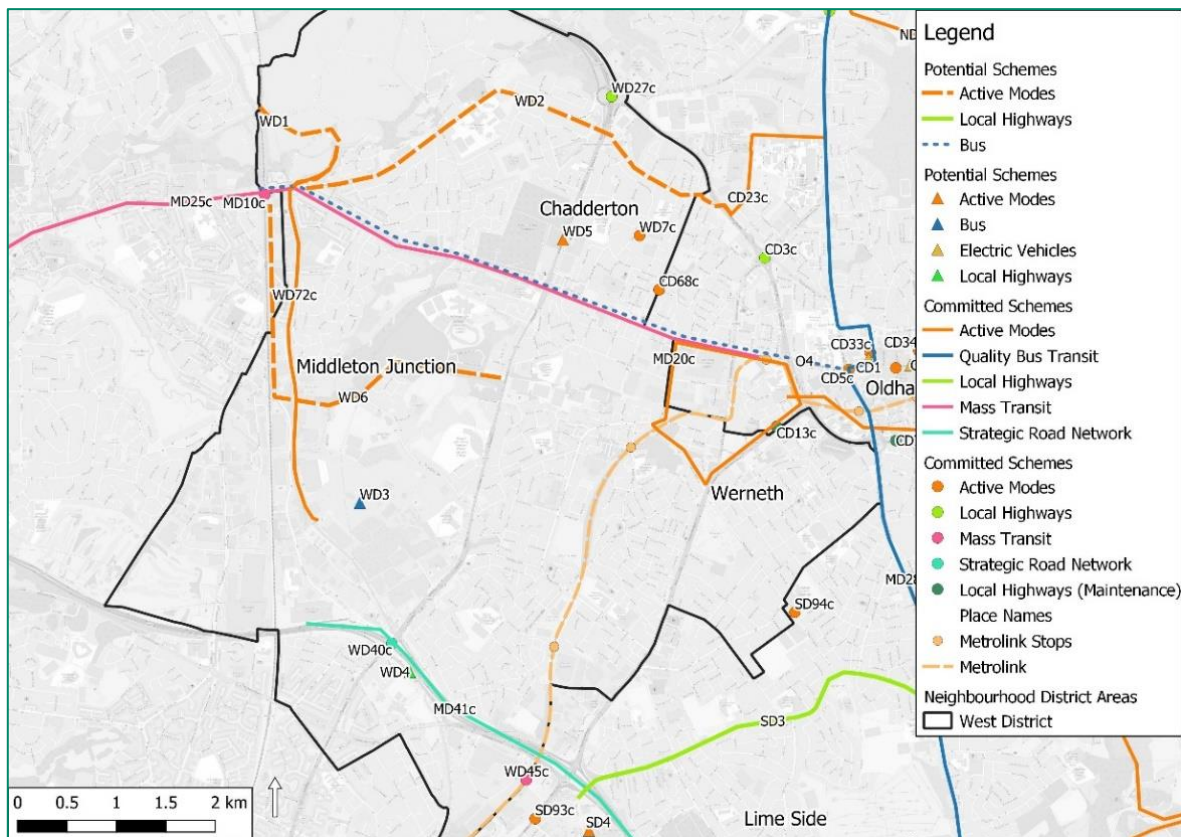 ND
WD27c
WD2
WD1
CD23c
MD25c
MD10c
Chadderton
WD5
WD7c
CD3c
WD72c
CD68c
MD20c
O4
CD33c
CD34
CD1
CD5c
Oldha
Middleton Junction
WD6
CD13c
Werneth
WD3
MD28
SD94c
WD40c
WD4
MD41c
SD3
WD45c
SD93c
SD4
Lime Side
0 0.5 1 2 km
Legend
Potential Schemes
Active Modes
Local Highways
Bus
Potential Schemes
Active Modes
Bus
Electric Vehicles
Local Highways
Committed Schemes
Active Modes
Quality Bus Transit
Local Highways
Mass Transit
Strategic Road Network
Committed Schemes
Active Modes
Local Highways
Mass Transit
Strategic Road Network
Local Highways (Maintenance)
Place Names
Metrolink Stops
Metrolink
Neighbourhood District Areas
West District